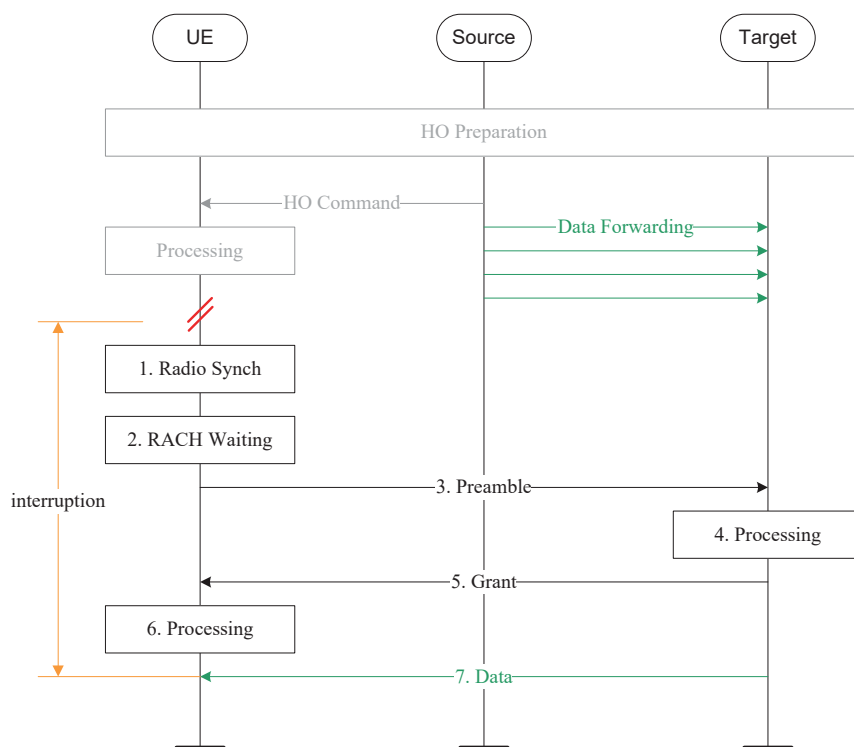 UE
Source
Target
HO Preparation
HO Command
Data Forwarding
Processing
1. Radio Synch
2. RACH Waiting
3. Preamble
interruption
4. Processing
5. Grant
6. Processing
7. Data